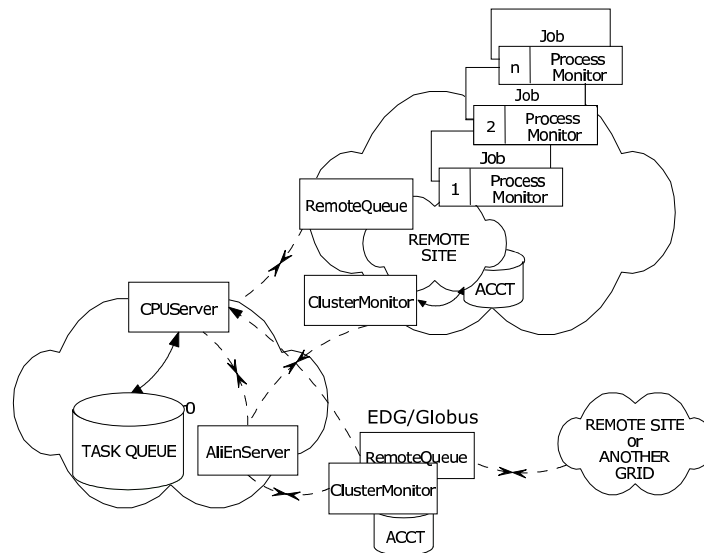 Job
n Process
Monitor
Job
2 Process
Monitor
Job
1 Process
Monitor
RemoteQueue
REMOTE
SITE
ClusterMonitor
ACCT
CPUServer
0
TASK QUEUE
AliEnServer
EDG/Globus
RemoteQueue
ClusterMonitor
ACCT
REMOTE SITE
or
ANOTHER
GRID